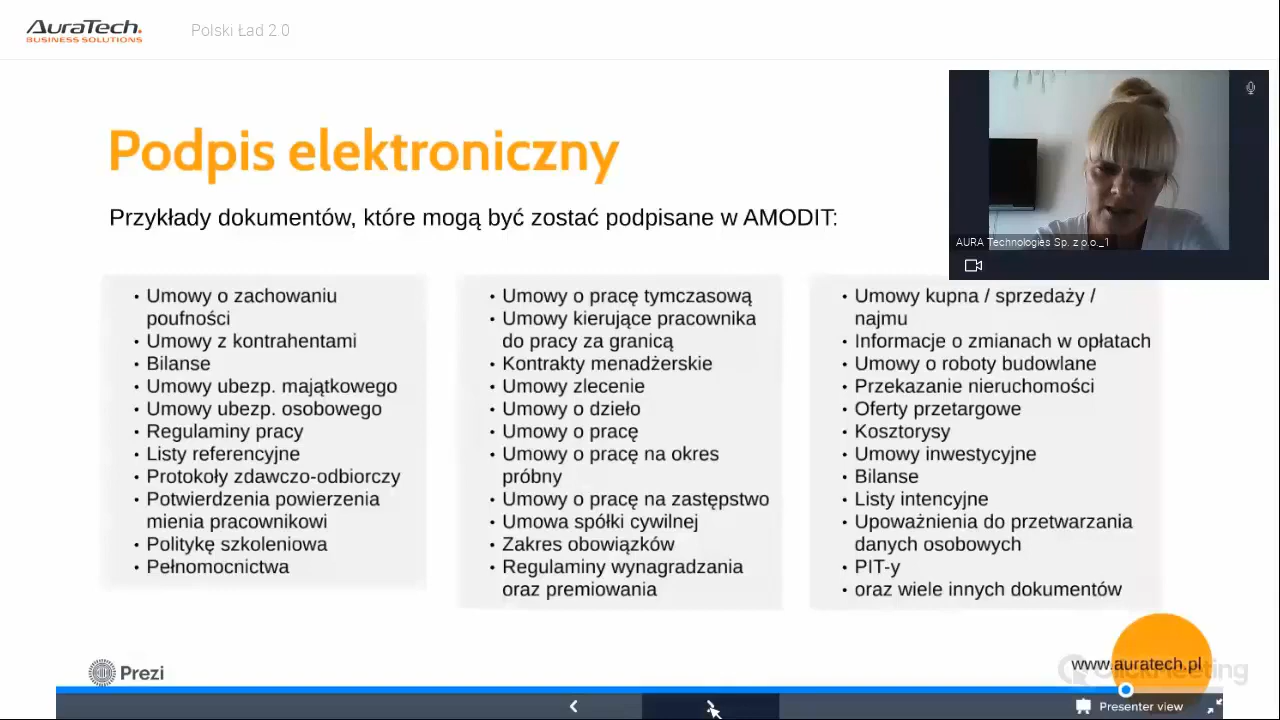 AURATECH.
BUSINESS SOLUTIONS
Polski Ład 2.0
Podpis elektroniczny
Przykłady dokumentów, które mogą być zostać podpisane w AMODIT:
AURA Technologies Sp. z o.o._1
• Umowy o zachowaniu
poufności
• Umowy z kontrahentami
• Bilanse
• Umowy ubezp. majątkowego
• Umowy ubezp. osobowego
• Regulaminy pracy
• Listy referencyjne
• Protokoły zdawczo-odbiorczy
• Potwierdzenia powierzenia
mienia pracownikowi
• Politykę szkoleniowa
• Pełnomocnictwa
• Umowy o pracę tymczasową
• Umowy kierujące pracownika
do pracy za granicą
• Kontrakty menadżerskie
• Umowy zlecenie
• Umowy o dzieło
• Umowy o pracę
• Umowy o pracę na okres
próbny
• Umowy o pracę na zastępstwo
• Umowa spółki cywilnej
• Zakres obowiązków
• Regulaminy wynagradzania
oraz premiowania
• Umowy kupna / sprzedaży /
najmu
• Informacje o zmianach w opłatach
• Umowy o roboty budowlane
• Przekazanie nieruchomości
• Oferty przetargowe
• Kosztorysy
• Umowy inwestycyjne
• Bilanse
• Listy intencyjne
• Upoważnienia do przetwarzania
danych osobowych
• PIT-y
• oraz wiele innych dokumentów
Prezi
www.auratech.pl
ClickMeeting
Presenter view